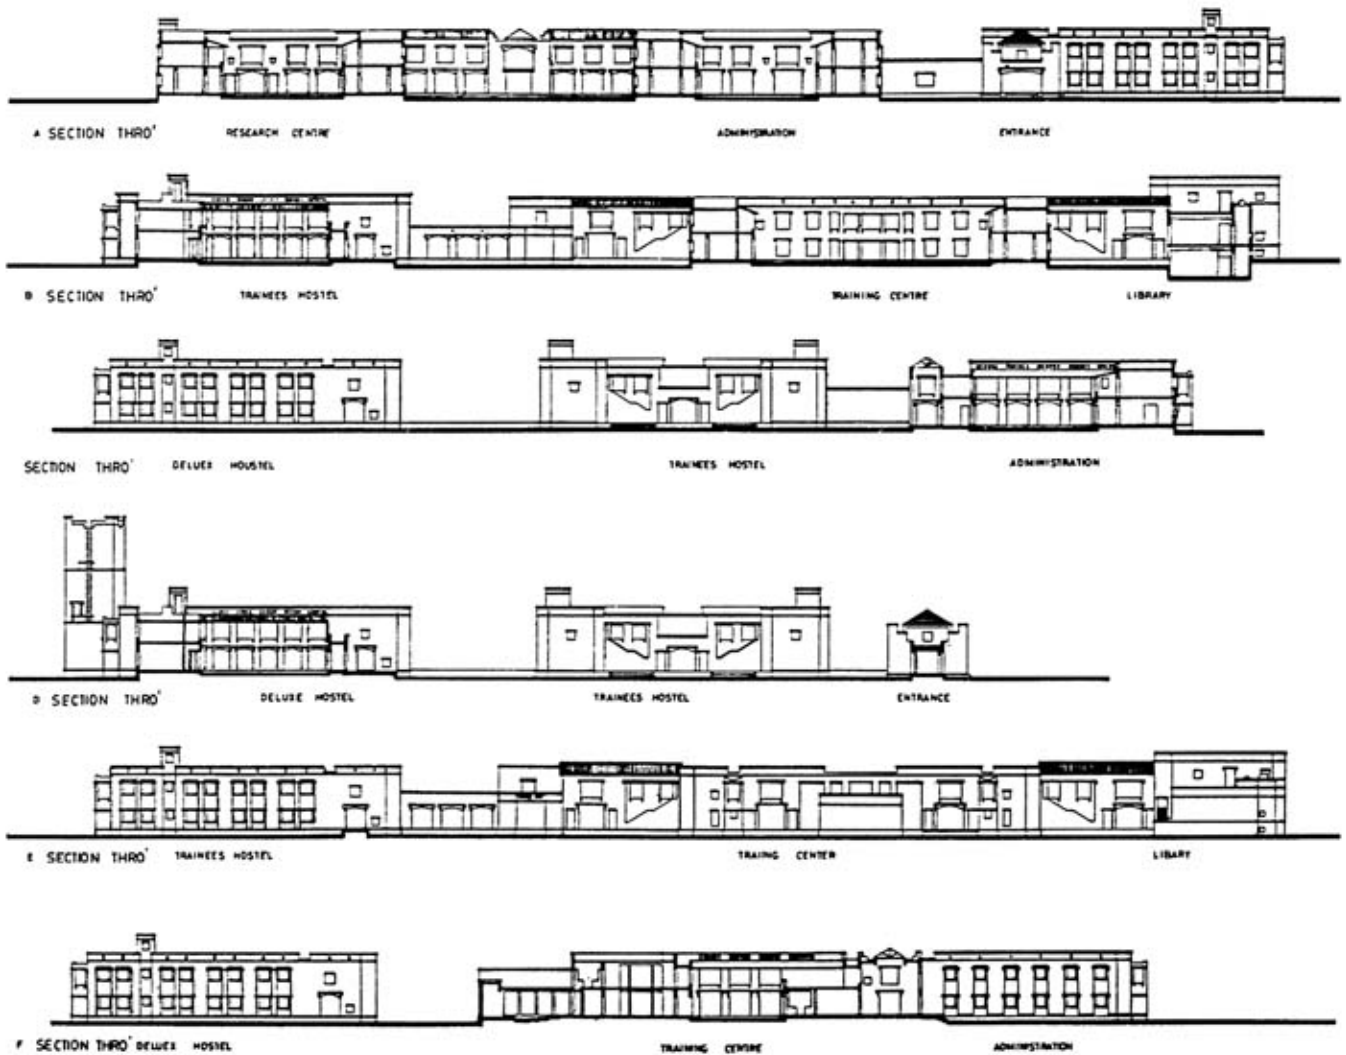 A SECTION THRO' RESEARCH CENTRE ADMINISTRATION ENTRANCE
B SECTION THRO' TRAINEES HOSTEL TRAINING CENTRE LIBRARY
SECTION THRO' DELUEX HOUSTEL TRAINEES HOSTEL ADMINISTRATION
D SECTION THRO' DELUXE HOSTEL TRAINEES HOSTEL ENTRANCE
E SECTION THRO' TRAINEES HOSTEL TRAIING CENTER LIBARY
F SECTION THRO' DELUEX HOSTEL TRAINING CENTRE ADMINISTRATION